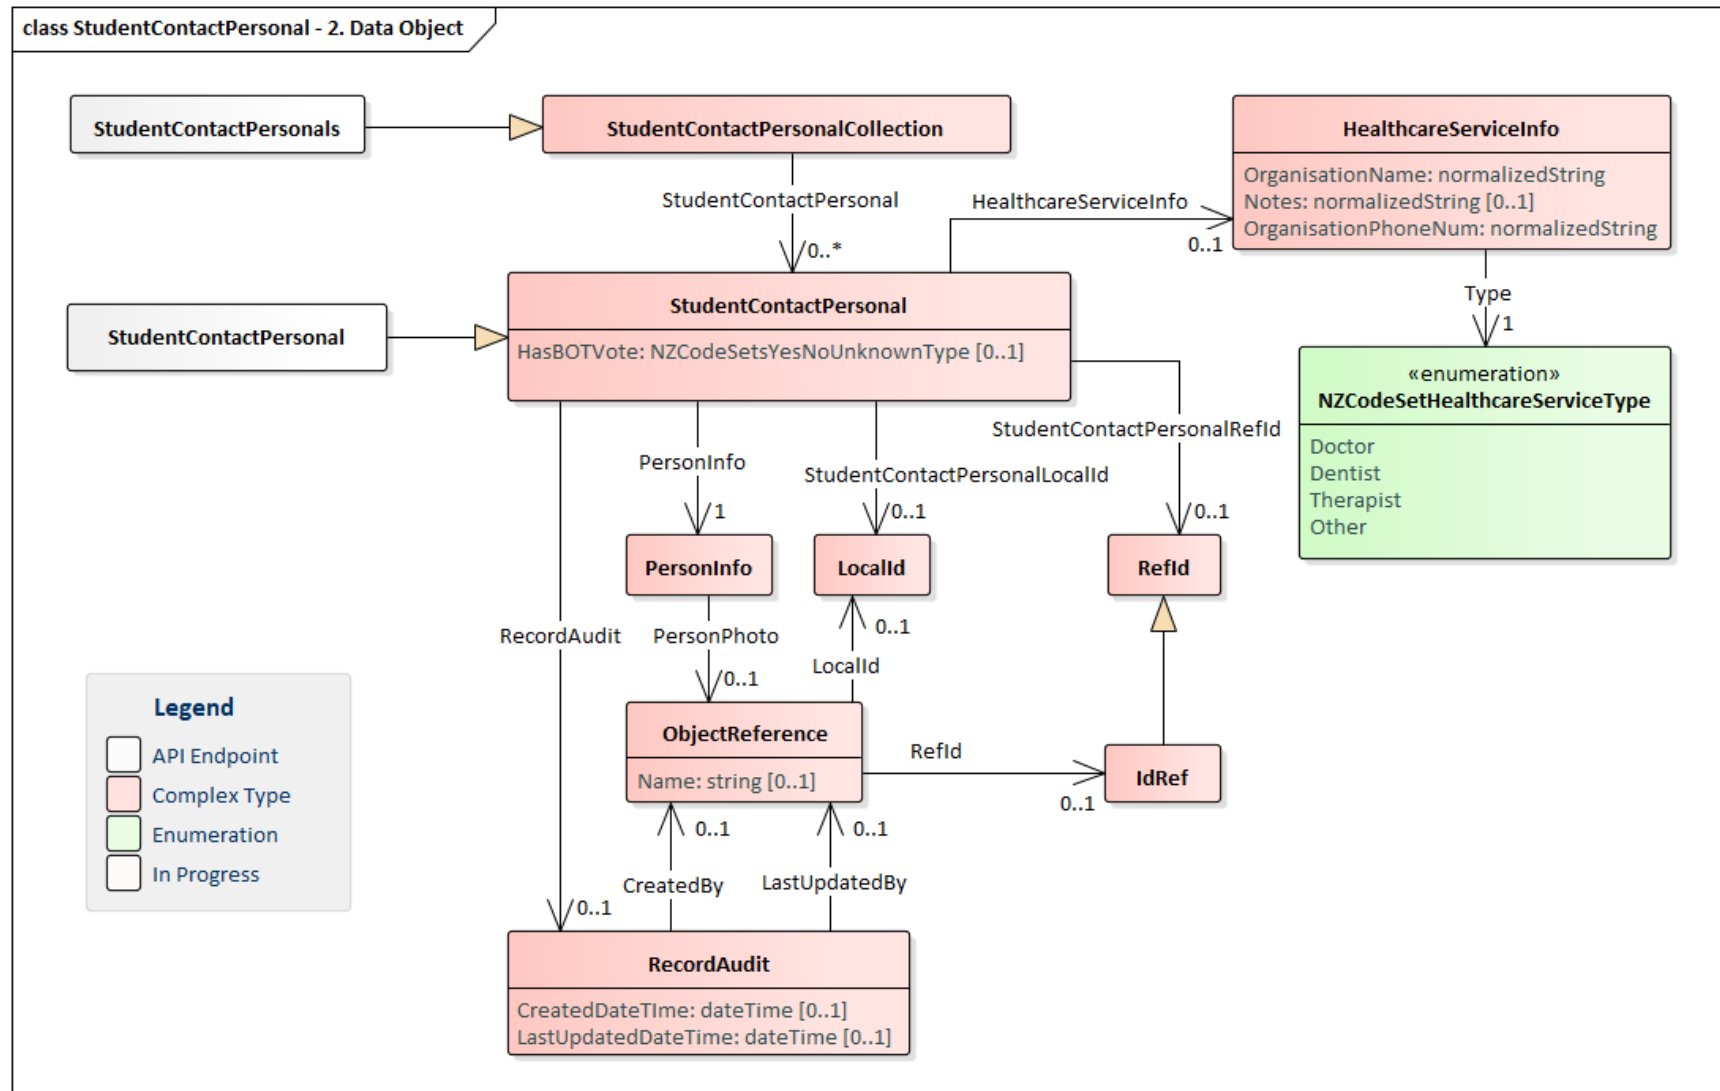 class StudentContactPersonal - 2. Data Object
StudentContactPersonals
StudentContactPersonalCollection
HealthcareServiceInfo
OrganisationName: normalizedString
Notes: normalizedString [0..1]
OrganisationPhoneNum: normalizedString
StudentContactPersonal
0..*
HealthcareServiceInfo
0..1
Type
1
StudentContactPersonal
StudentContactPersonal
HasBOTVote: NZCodeSetsYesNoUnknownType [0..1]
«enumeration»
NZCodeSetHealthcareServiceType
Doctor
Dentist
Therapist
Other
PersonInfo
1
StudentContactPersonalLocalId
0..1
StudentContactPersonalRefId
0..1
PersonInfo
LocalId
RefId
RecordAudit
0..1
PersonPhoto
0..1
LocalId
0..1
ObjectReference
Name: string [0..1]
RefId
0..1
IdRef
CreatedBy
0..1
LastUpdatedBy
0..1
RecordAudit
CreatedDateTIme: dateTime [0..1]
LastUpdatedDateTime: dateTime [0..1]
Legend
API Endpoint
Complex Type
Enumeration
In Progress